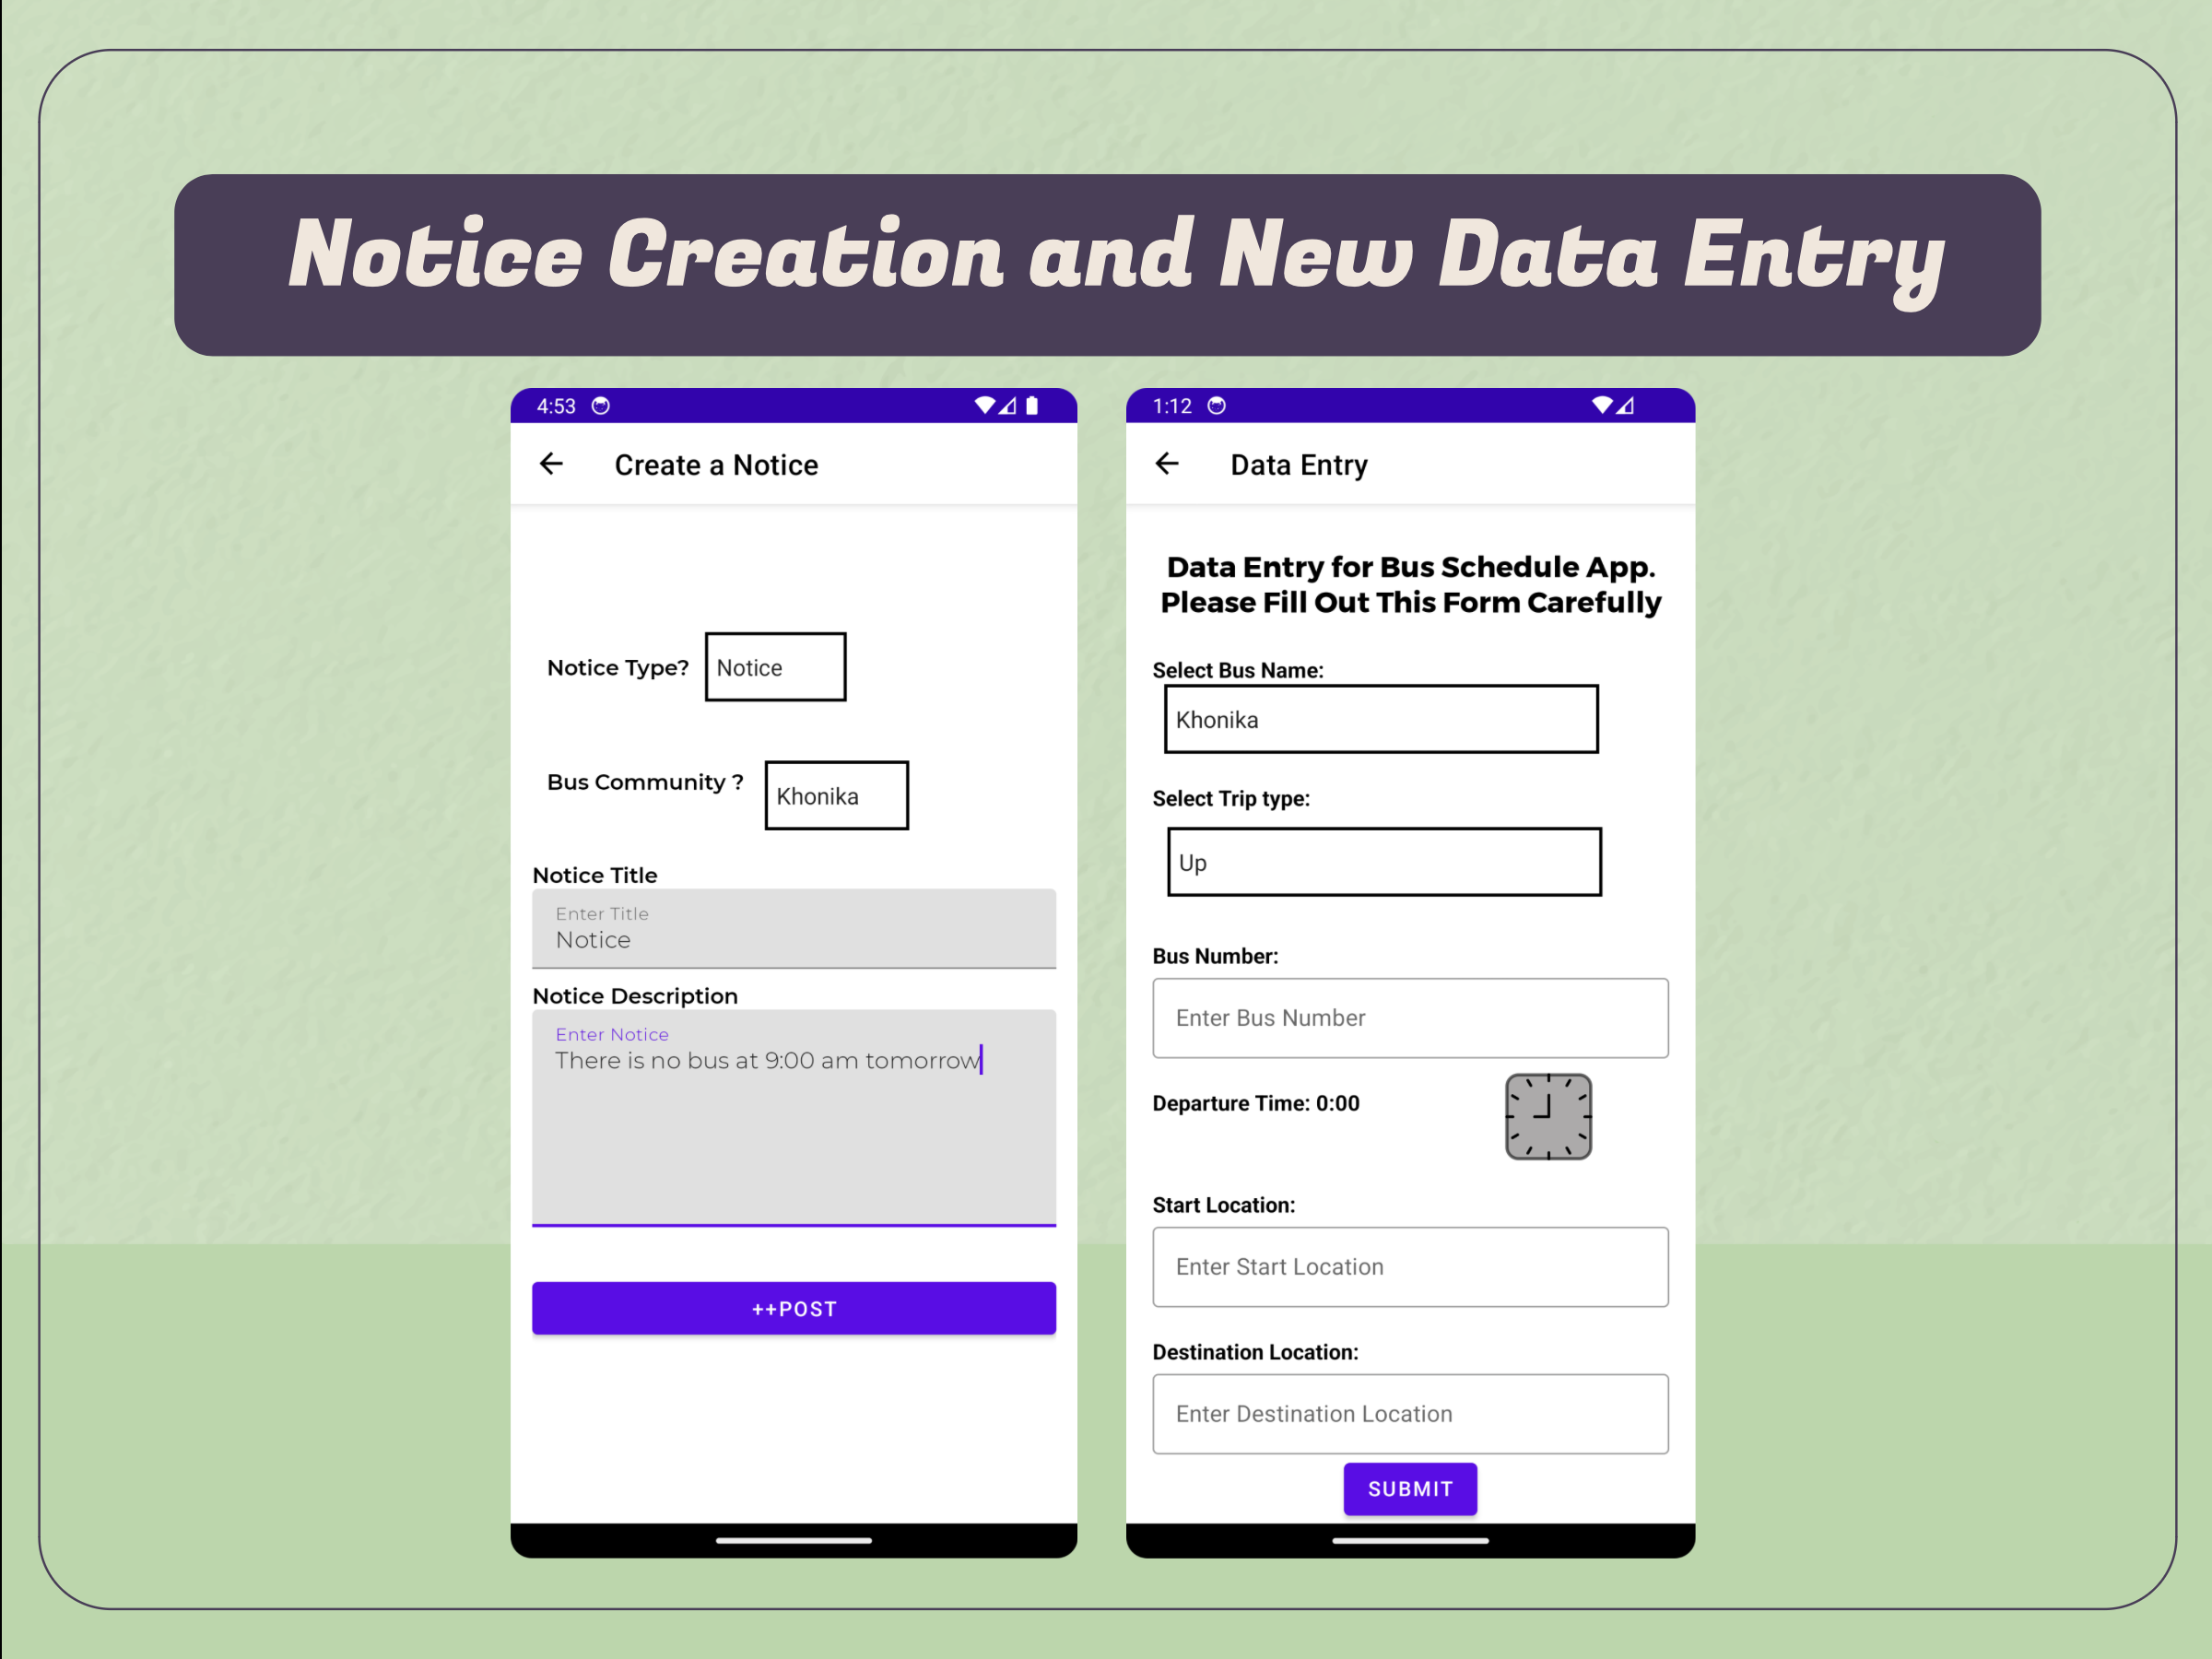 Notice Creation and New Data Entry
4:53
Create a Notice
Notice Type?
Notice
Bus Community ?
Khonika
Notice Title
Enter Title
Notice
Notice Description
Enter Notice
There is no bus at 9:00 am tomorrow
++POST
1:12
Data Entry
Data Entry for Bus Schedule App.
Please Fill Out This Form Carefully
Select Bus Name:
Khonika
Select Trip type:
Up
Bus Number:
Enter Bus Number
Departure Time: 0:00
Start Location:
Enter Start Location
Destination Location:
Enter Destination Location
SUBMIT